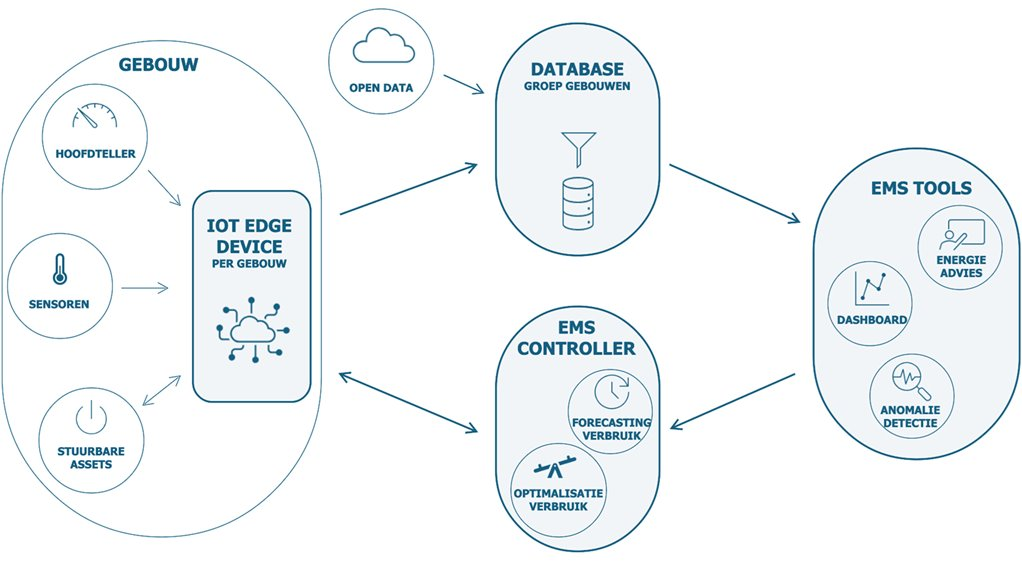 GEBOUW
HOOFDTELLER
SENSOREN
STUURBARE
ASSETS
IOT EDGE
DEVICE
PER GEBOUW
OPEN DATA
DATABASE
GROEP GEBOUWEN
EMS
CONTROLLER
FORECASTING
VERBRUIK
OPTIMALISATIE
VERBRUIK
EMS TOOLS
ENERGIE
ADVIES
DASHBOARD
ANOMALIE
DETECTIE